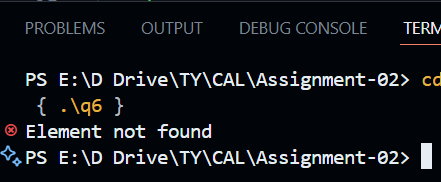 PROBLEMS OUTPUT DEBUG CONSOLE TERM
PS E:\D Drive\TY\CAL\Assignment-02> cd
{ .\q6 }
Element not found
PS E:\D Drive\TY\CAL\Assignment-02>